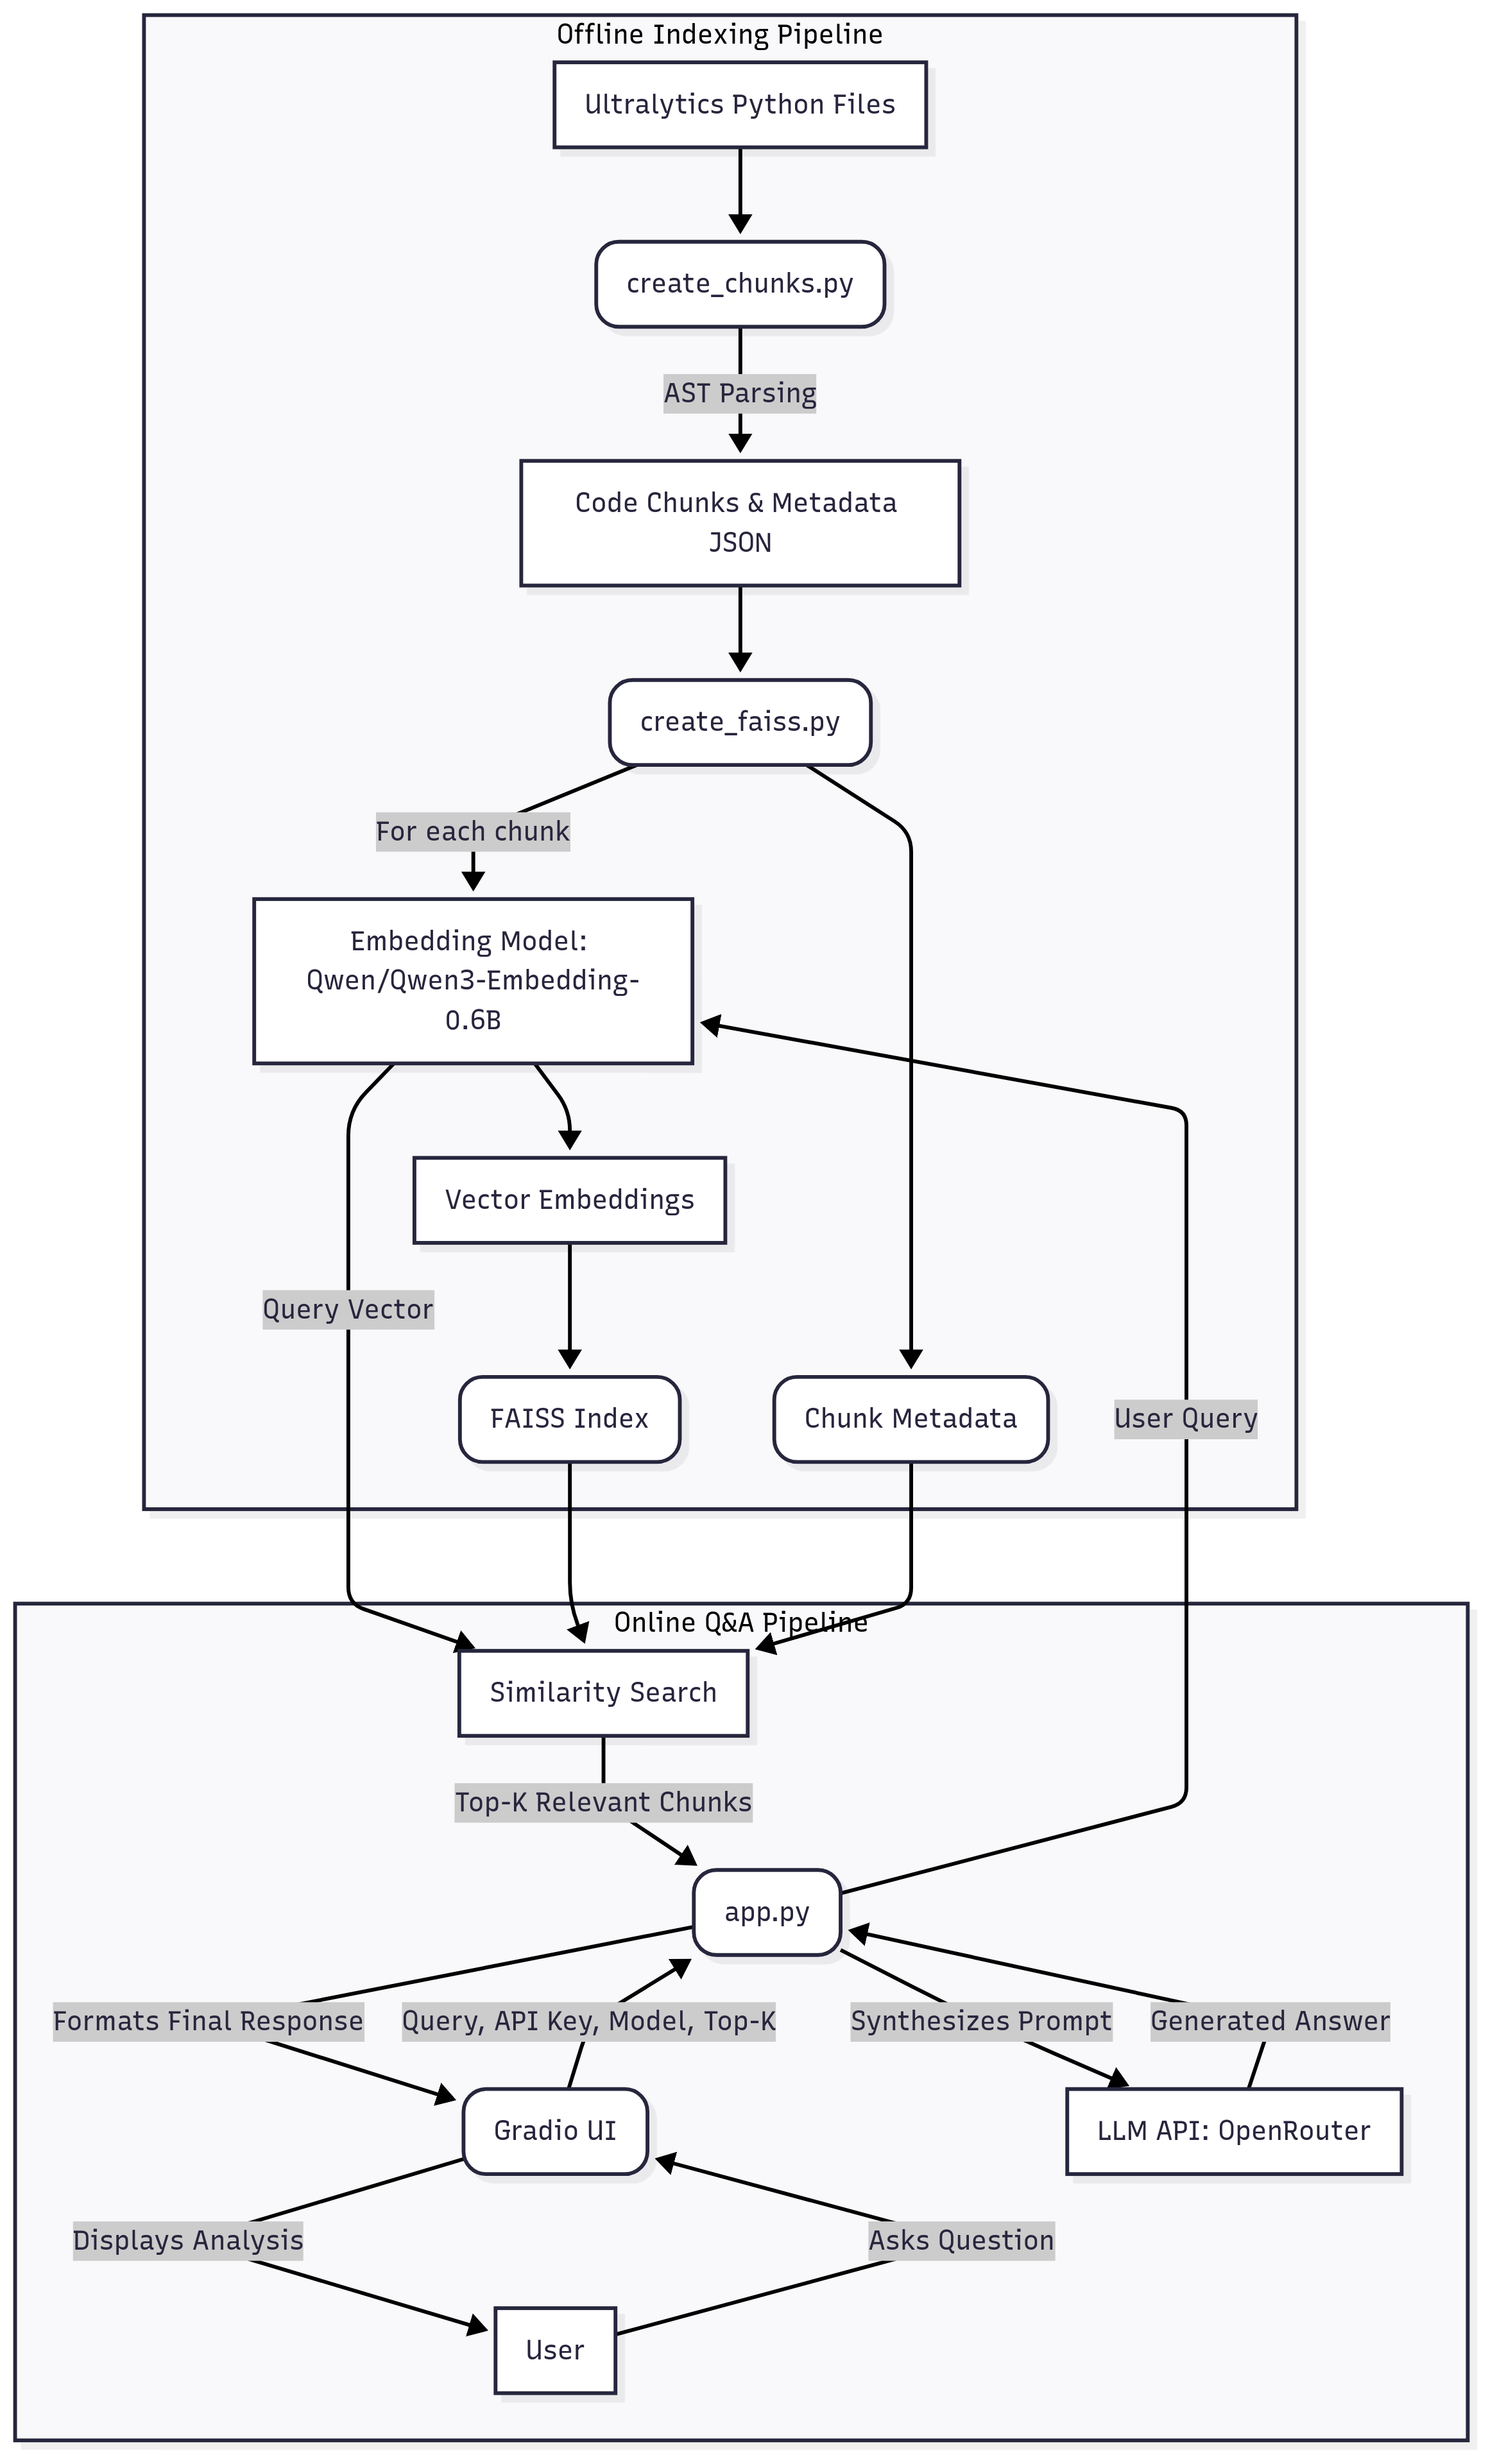 Offline Indexing Pipeline
Ultralytics Python Files
create_chunks.py
AST Parsing
Code Chunks & Metadata
JSON
create_faiss.py
For each chunk
Embedding Model:
Qwen/Qwen3-Embedding-
0.6B
Vector Embeddings
Query Vector
FAISS Index
Chunk Metadata
User Query
Online Q&A Pipeline
Similarity Search
Top-K Relevant Chunks
app.py
Formats Final Response
Query, API Key, Model, Top-K
Synthesizes Prompt
Generated Answer
Gradio UI
LLM API: OpenRouter
Displays Analysis
Asks Question
User